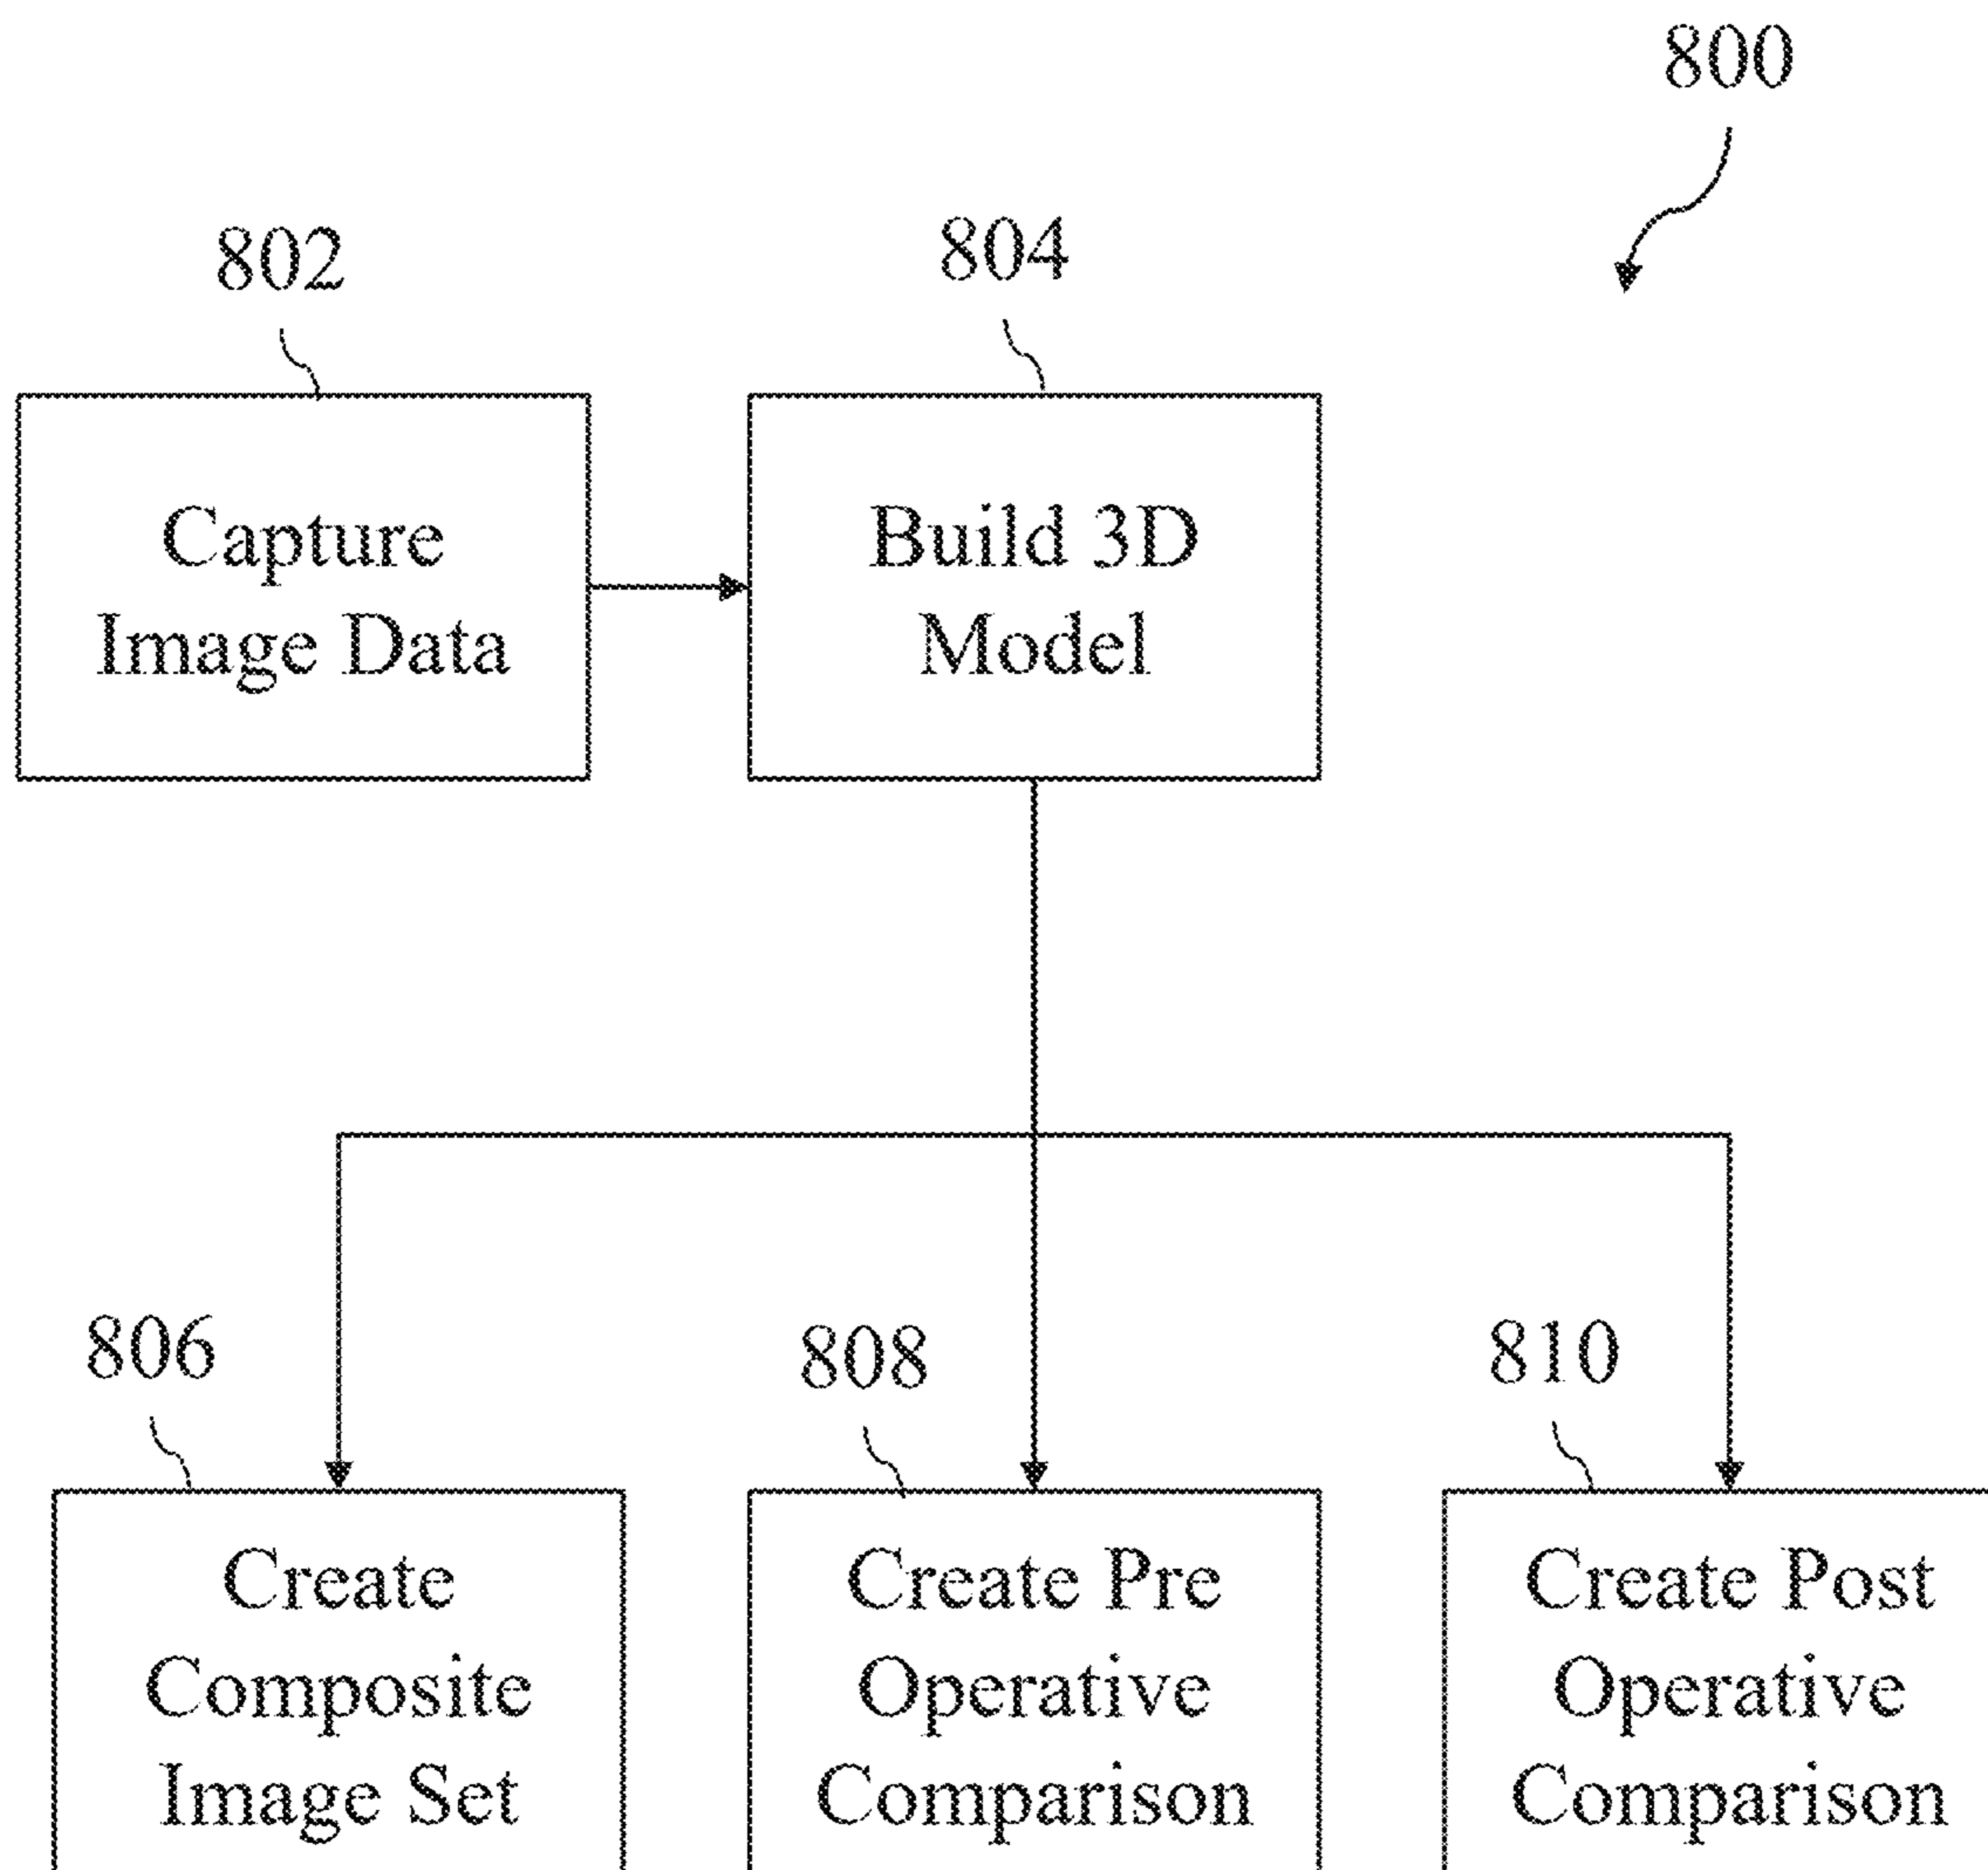 800
802
804
Capture
Image Data
Build 3D
Model
806
808
810
Create
Composite
Image Set
Create Pre
Operative
Comparison
Create Post
Operative
Comparison